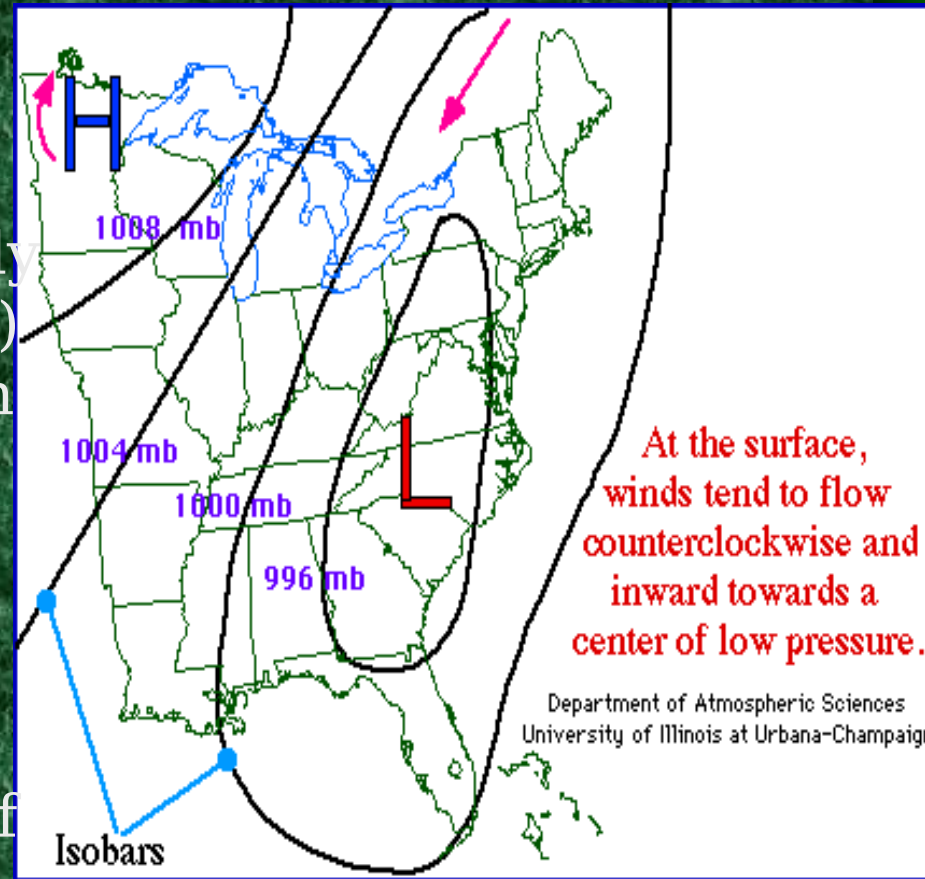 H
1008 mb
y
)
n
1004 mb
1000 mb
L
996 mb
At the surface,
winds tend to flow
counterclockwise and
inward towards a
center of low pressure.
Department of Atmospheric Sciences
University of Illinois at Urbana-Champaign
f
Isobars